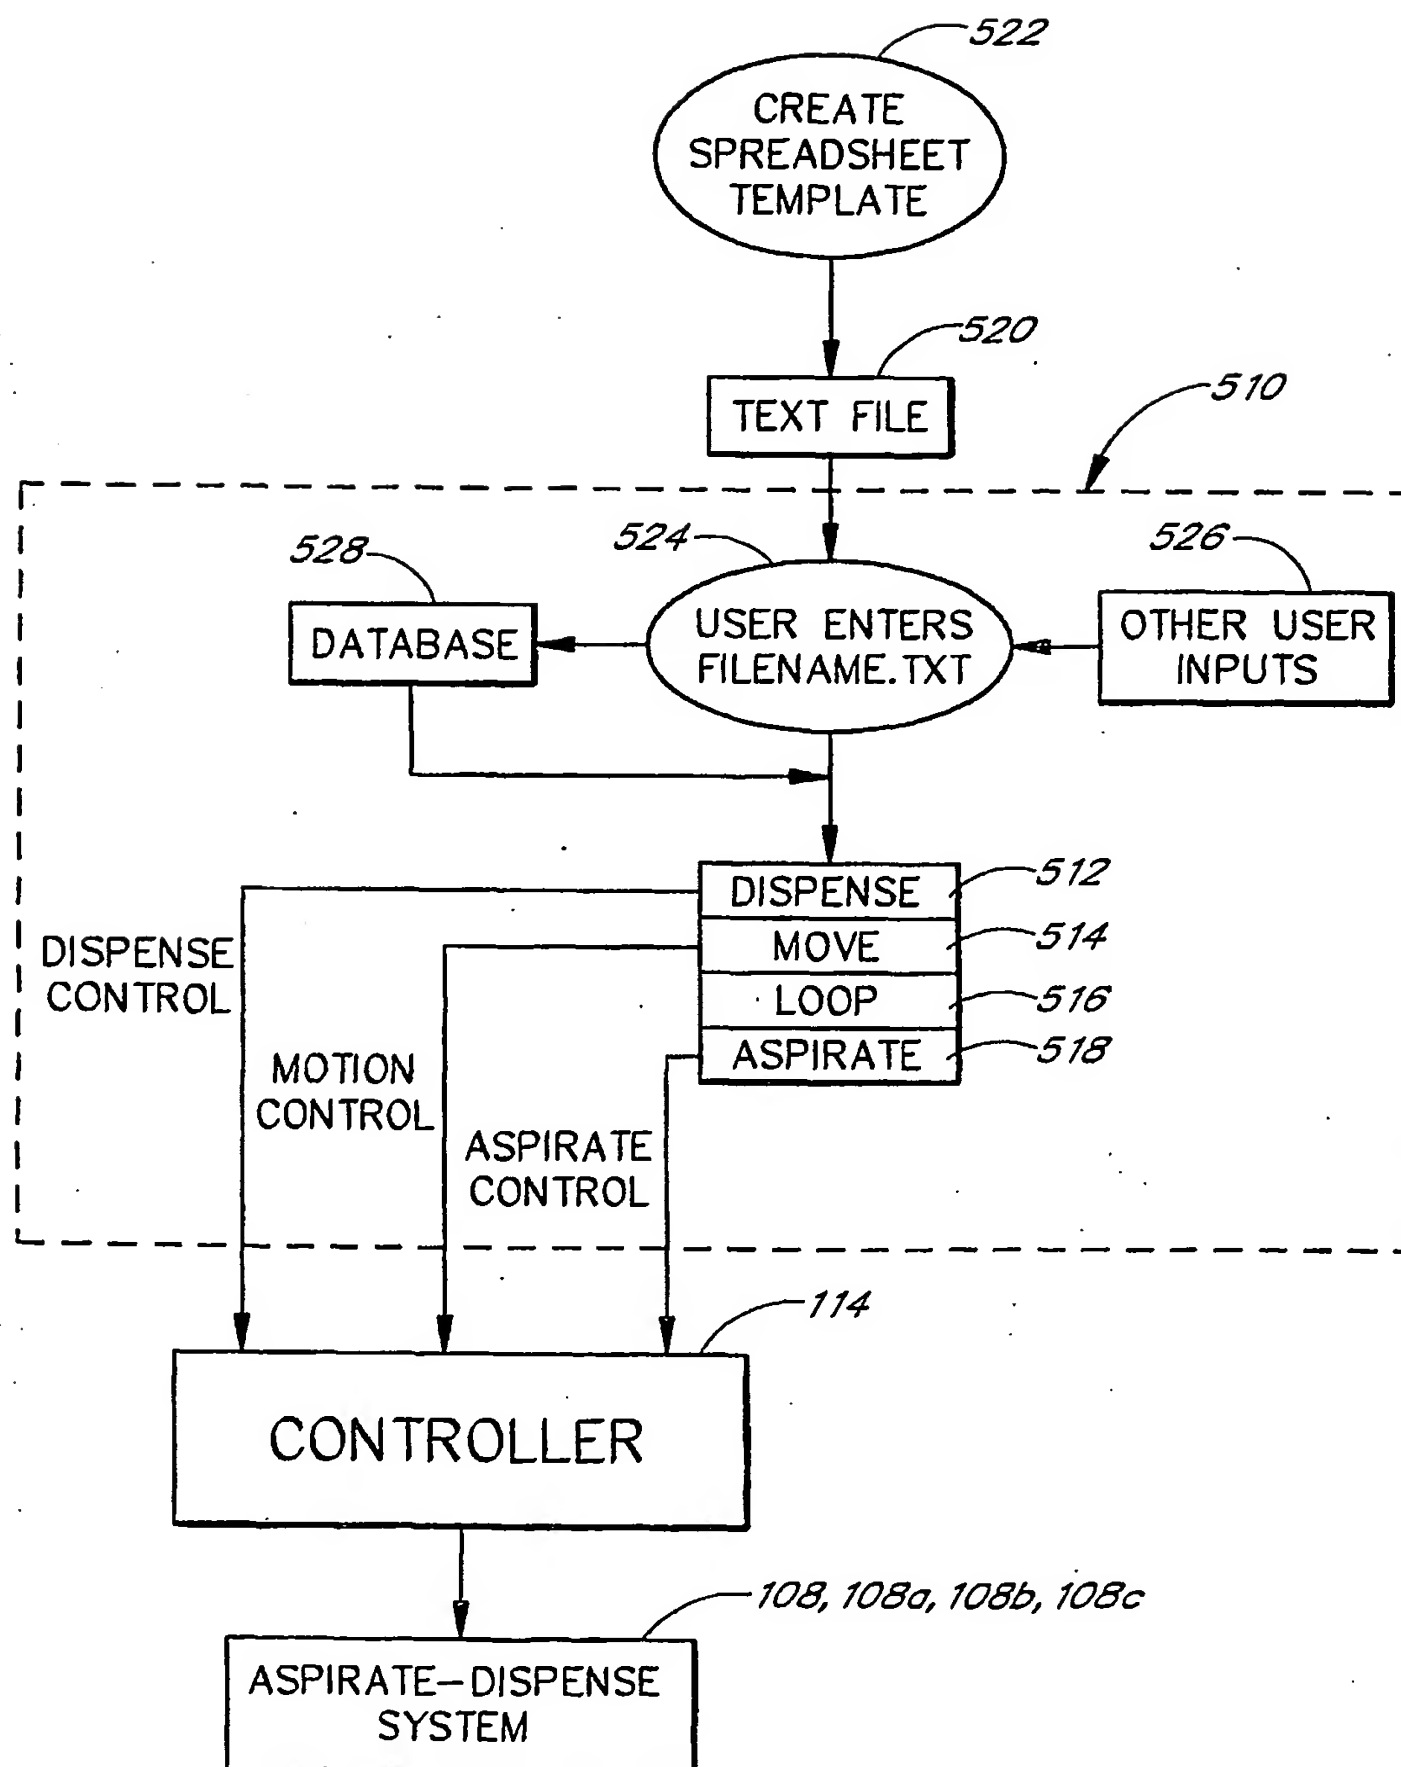 522
CREATE
SPREADSHEET
TEMPLATE
520
TEXT FILE
510
528
524
526
DATABASE
USER ENTERS
FILENAME.TXT
OTHER USER
INPUTS
DISPENSE
512
MOVE
514
LOOP
516
ASPIRATE
518
DISPENSE
CONTROL
MOTION
CONTROL
ASPIRATE
CONTROL
114
CONTROLLER
108, 108a, 108b, 108c
ASPIRATE-DISPENSE
SYSTEM